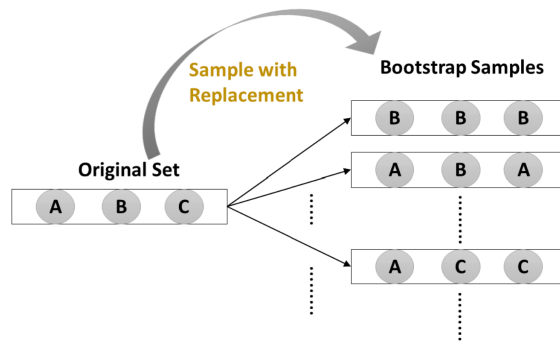 Sample with
Replacement
Bootstrap Samples
B B B
Original Set
A B A
A B C
A C C